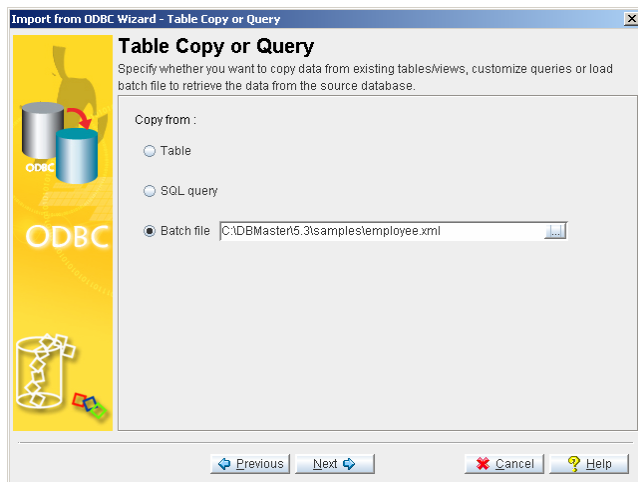 Import from ODBC Wizard - Table Copy or Query
Table Copy or Query
Specify whether you want to copy data from existing tables/views, customize queries or load
batch file to retrieve the data from the source database.
ODBC
ODBC
Copy from :
Table
SQL query
Batch file C:\DBMaster\5.3\samples\employee.xml ...
Previous Next Cancel Help